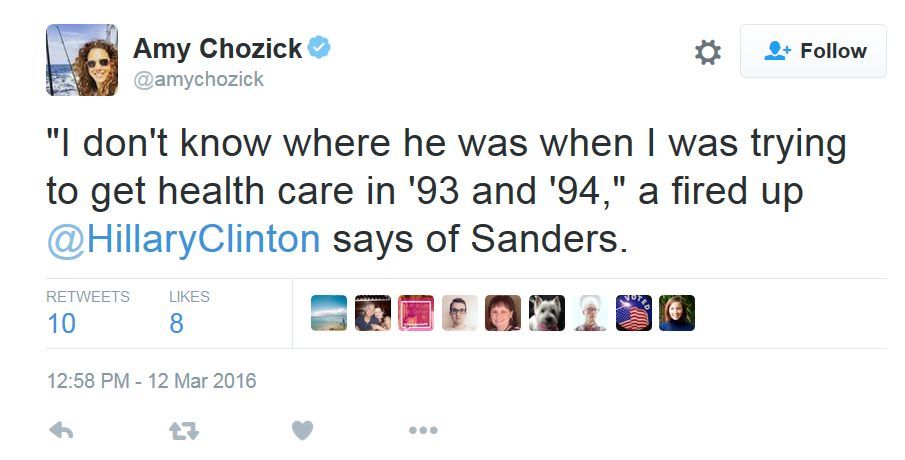 Amy Chozick
@amychozick
Follow
"I don't know where he was when I was trying
to get health care in '93 and '94," a fired up
@HillaryClinton says of Sanders.
RETWEETS LIKES
10 8
VOTED
12:58 PM - 12 Mar 2016